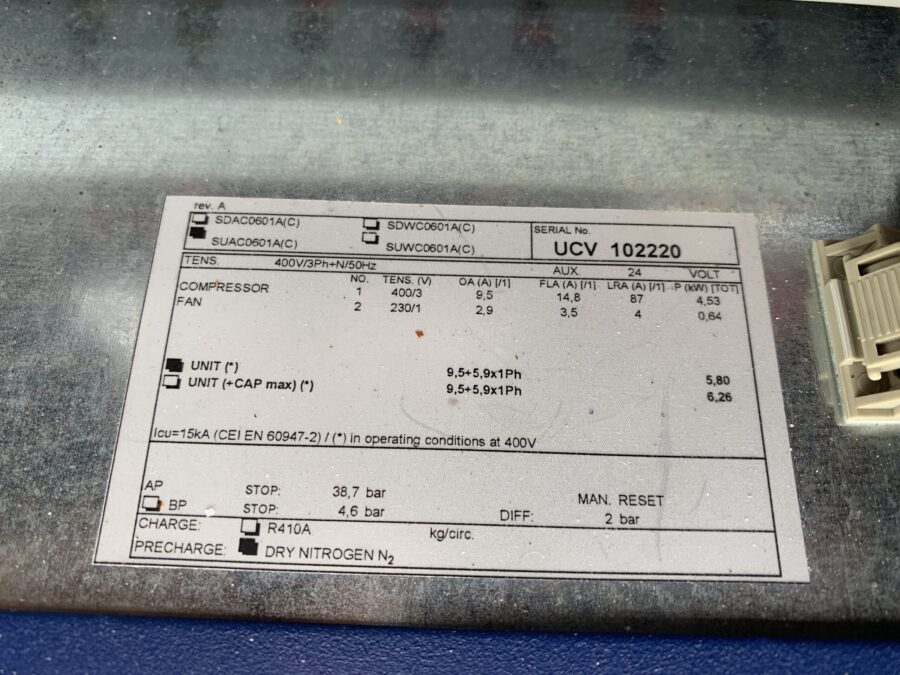 rev. A
SDAC0601A(C) SDWC0601A(C)
SUAC0601A(C) SUWC0601A(C)
SERIAL No.
UCV 102220
TENS. 400V/3Ph+N/50Hz AUX. 24 VOLT
NO. TENS. (V) OA (A) [/1] FLA (A) [/1] LRA (A) [/1] P (kW) [TOT]
COMPRESSOR 1 400/3 9,5 14,8 87 4,53
FAN 2 230/1 2,9 3,5 4 0,64
UNIT (*) 9,5+5,9x1Ph 5,80
UNIT (+CAP max) (*) 9,5+5,9x1Ph 6,26
Icu=15kA (CEI EN 60947-2) / (*) in operating conditions at 400V
AP STOP: 38,7 bar MAN. RESET
BP STOP: 4,6 bar DIFF: 2 bar
CHARGE: R410A kg/circ.
PRECHARGE: DRY NITROGEN N₂